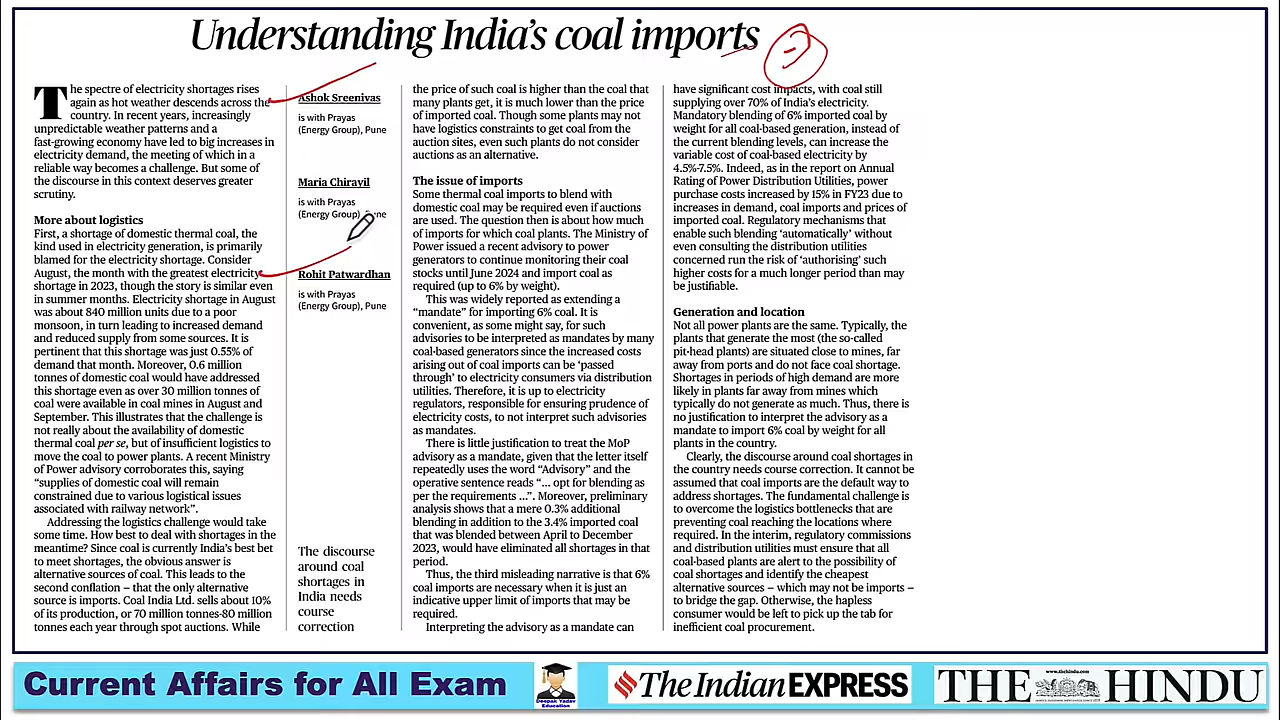 Understanding India's coal imports
The spectre of electricity shortages rises
again as hot weather descends across the
country. In recent years, increasingly
unpredictable weather patterns and a
fast-growing economy have led to big increases in
electricity demand, the meeting of which in a
reliable way becomes a challenge. But some of
the discourse in this context deserves greater
scrutiny.
More about logistics
First, a shortage of domestic thermal coal, the
kind used in electricity generation, is primarily
blamed for the electricity shortage. Consider
August, the month with the greatest electricity
shortage in 2023, though the story is similar even
in summer months. Electricity shortage in August
was about 840 million units due to a poor
monsoon, in turn leading to increased demand
and reduced supply from some sources. It is
pertinent that this shortage was just 0.55% of
demand that month. Moreover, 0.6 million
tonnes of domestic coal would have addressed
this shortage even as over 30 million tonnes of
coal were available in coal mines in August and
September. This illustrates that the challenge is
not really about the availability of domestic
thermal coal per se, but of insufficient logistics to
move the coal to power plants. A recent Ministry
of Power advisory corroborates this, saying
"supplies of domestic coal will remain
constrained due to various logistical issues
associated with railway network".
Addressing the logistics challenge would take
some time. How best to deal with shortages in the
meantime? Since coal is currently India's best bet
to meet shortages, the obvious answer is
alternative sources of coal. This leads to the
second conflation – that the only alternative
source is imports. Coal India Ltd. sells about 10%
of its production, or 70 million tonnes-80 million
tonnes each year through spot auctions. While
Ashok Sreenivas
is with Prayas
(Energy Group), Pune
Maria Chirayil
is with Prayas
(Energy Group), Pune
Rohit Patwardhan
is with Prayas
(Energy Group), Pune
The discourse
around coal
shortages in
India needs
course
correction
the price of such coal is higher than the coal that
many plants get, it is much lower than the price
of imported coal. Though some plants may not
have logistics constraints to get coal from the
auction sites, even such plants do not consider
auctions as an alternative.
The issue of imports
Some thermal coal imports to blend with
domestic coal may be required even if auctions
are used. The question then is about how much
of imports for which coal plants. The Ministry of
Power issued a recent advisory to power
generators to continue monitoring their coal
stocks until June 2024 and import coal as
required (up to 6% by weight).
This was widely reported as extending a
"mandate" for importing 6% coal. It is
convenient, as some might say, for such
advisories to be interpreted as mandates by many
coal-based generators since the increased costs
arising out of coal imports can be 'passed
through' to electricity consumers via distribution
utilities. Therefore, it is up to electricity
regulators, responsible for ensuring prudence of
electricity costs, to not interpret such advisories
as mandates.
There is little justification to treat the MoP
advisory as a mandate, given that the letter itself
repeatedly uses the word "Advisory" and the
operative sentence reads "... opt for blending as
per the requirements ...". Moreover, preliminary
analysis shows that a mere 0.3% additional
blending in addition to the 3.4% imported coal
that was blended between April to December
2023, would have eliminated all shortages in that
period.
Thus, the third misleading narrative is that 6%
coal imports are necessary when it is just an
indicative upper limit of imports that may be
required.
Interpreting the advisory as a mandate can
have significant cost impacts, with coal still
supplying over 70% of India's electricity.
Mandatory blending of 6% imported coal by
weight for all coal-based generation, instead of
the current blending levels, can increase the
variable cost of coal-based electricity by
4.5%-7.5%. Indeed, as in the report on Annual
Rating of Power Distribution Utilities, power
purchase costs increased by 15% in FY23 due to
increases in demand, coal imports and prices of
imported coal. Regulatory mechanisms that
enable such blending 'automatically' without
even consulting the distribution utilities
concerned run the risk of 'authorising' such
higher costs for a much longer period than may
be justifiable.
Generation and location
Not all power plants are the same. Typically, the
plants that generate the most (the so-called
pit-head plants) are situated close to mines, far
away from ports and do not face coal shortage.
Shortages in periods of high demand are more
likely in plants far away from mines which
typically do not generate as much. Thus, there is
no justification to interpret the advisory as a
mandate to import 6% coal by weight for all
plants in the country.
Clearly, the discourse around coal shortages in
the country needs course correction. It cannot be
assumed that coal imports are the default way to
address shortages. The fundamental challenge is
to overcome the logistics bottlenecks that are
preventing coal reaching the locations where
required. In the interim, regulatory commissions
and distribution utilities must ensure that all
coal-based plants are alert to the possibility of
coal shortages and identify the cheapest
alternative sources – which may not be imports –
to bridge the gap. Otherwise, the hapless
consumer would be left to pick up the tab for
inefficient coal procurement.
Current Affairs for All Exam
Deepak Yadav
Education
The Indian EXPRESS
THE HINDU